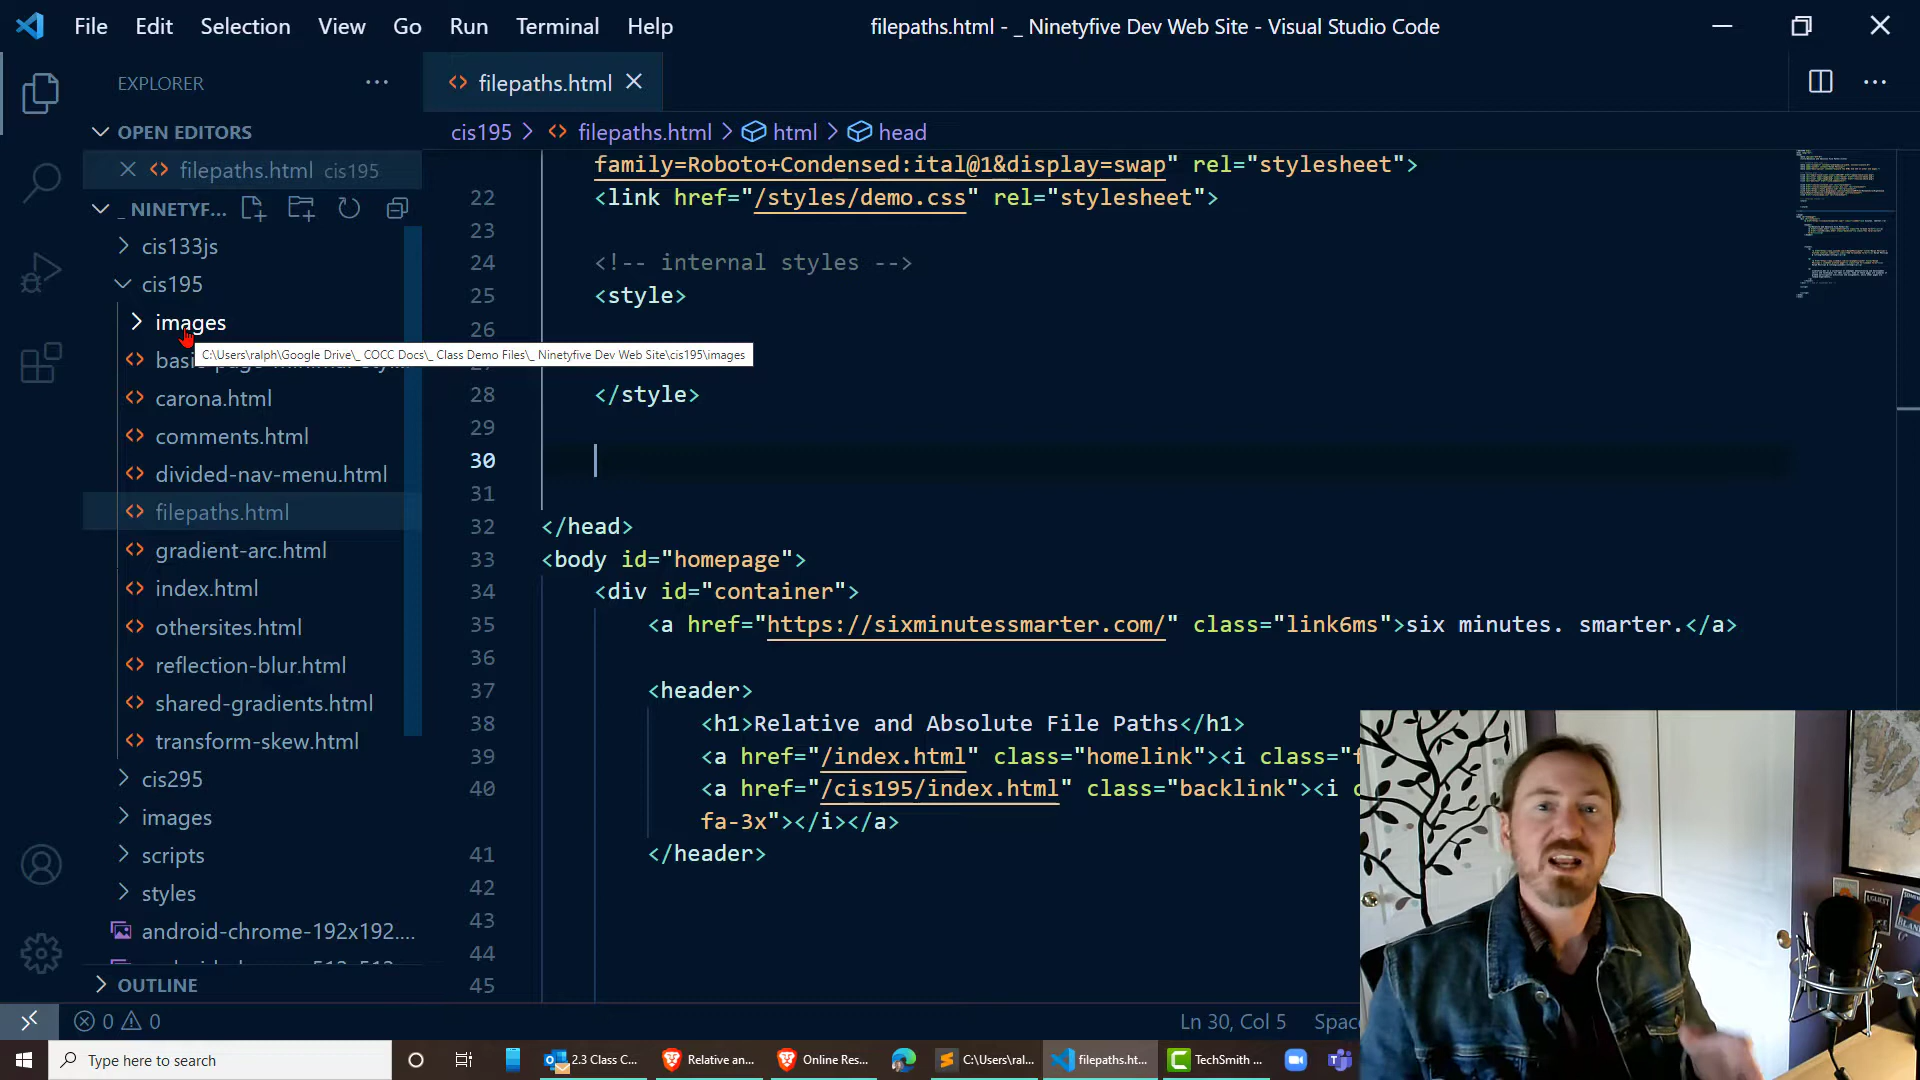 File Edit Selection View Go Run Terminal Help
filepaths.html - _ Ninetyfive Dev Web Site - Visual Studio Code
EXPLORER
OPEN EDITORS
filepaths.html cis195
_ NINETYF...
cis133js
cis195
images
C:\Users\ralph\Google Drive\_ COCC Docs\_ Class Demo Files\_ Ninetyfive Dev Web Site\cis195\images
carona.html
comments.html
divided-nav-menu.html
filepaths.html
gradient-arc.html
index.html
othersites.html
reflection-blur.html
shared-gradients.html
transform-skew.html
cis295
images
scripts
styles
android-chrome-192x192....
OUTLINE
filepaths.html
cis195 > filepaths.html > html > head
family=Roboto+Condensed:ital@1&display=swap" rel="stylesheet">
22 <link href="/styles/demo.css" rel="stylesheet">
23
24 <!-- internal styles -->
25 <style>
26
28 </style>
29
30
31
32 </head>
33 <body id="homepage">
34 <div id="container">
35 <a href="https://sixminutessmarter.com/" class="link6ms">six minutes. smarter.</a>
36
37 <header>
38 <h1>Relative and Absolute File Paths</h1>
39 <a href="/index.html" class="homelink"><i class="f
40 <a href="/cis195/index.html" class="backlink"><i c
fa-3x"></i></a>
41 </header>
42
43
44
45
0 0
Ln 30, Col 5 Spac
Type here to search
2.3 Class C...
Relative an...
Online Res...
C:\Users\ral...
filepaths.ht...
TechSmith ...